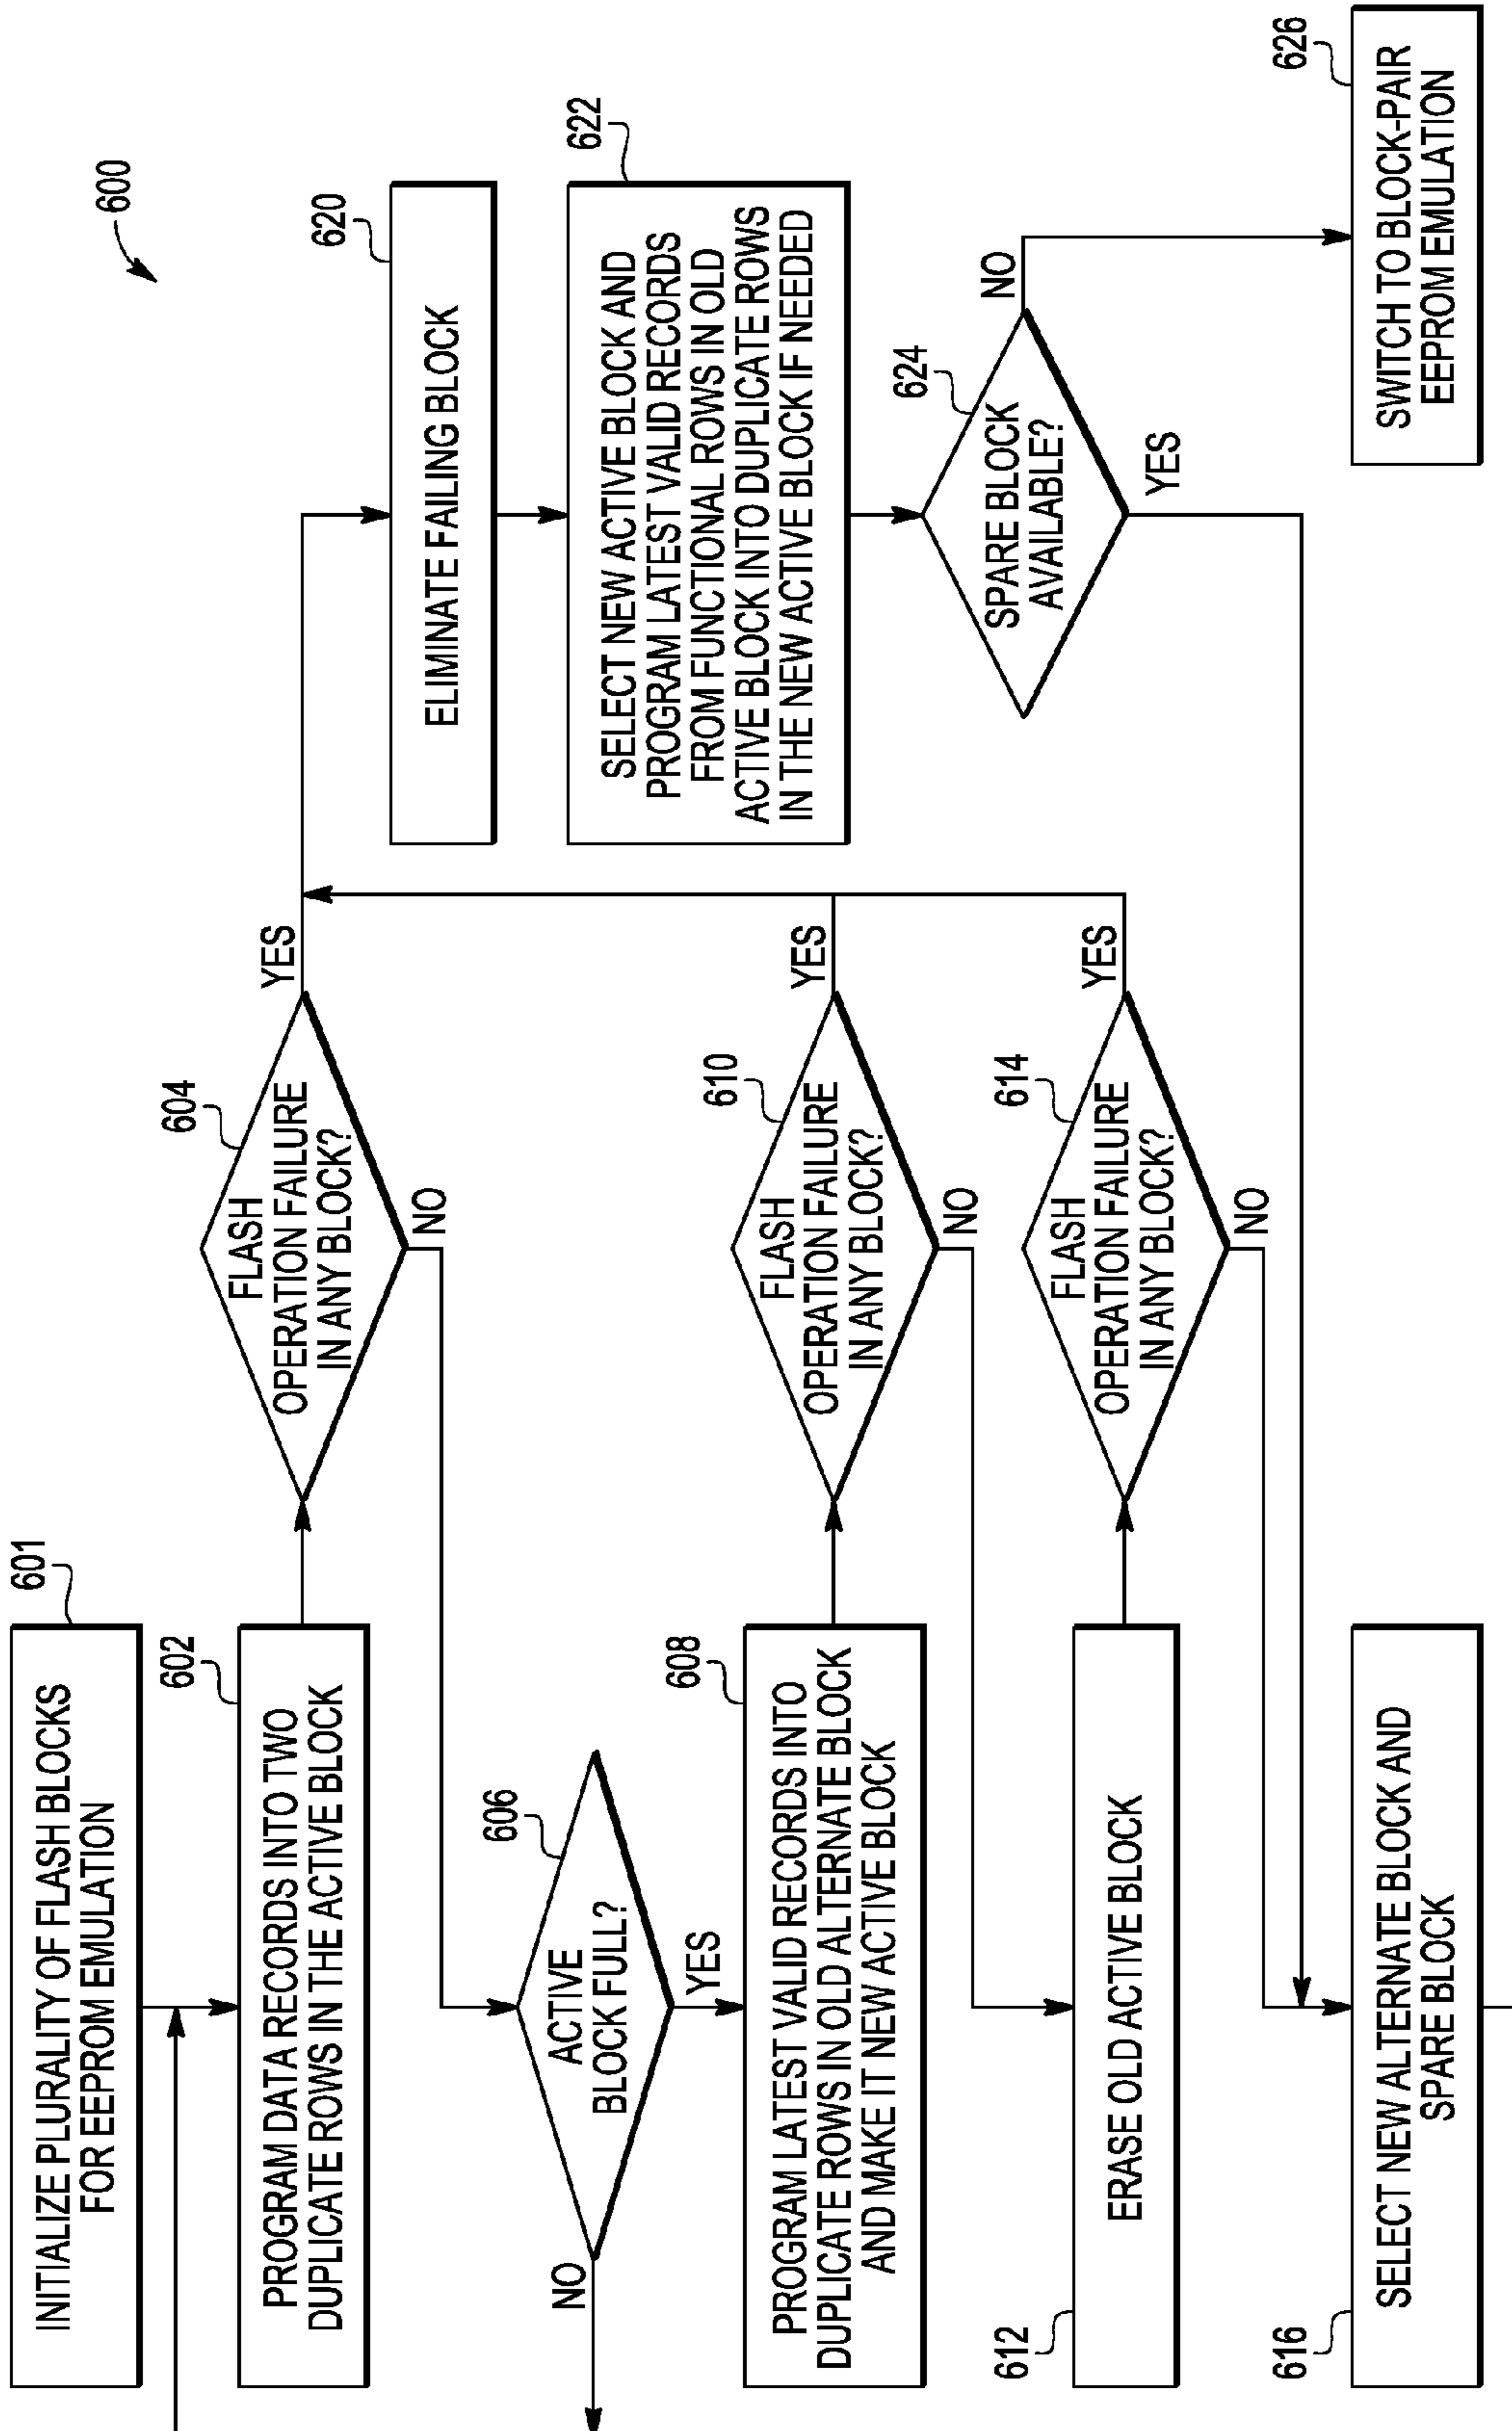 600
601
INITIALIZE PLURALITY OF FLASH BLOCKS
FOR EEPROM EMULATION
602
PROGRAM DATA RECORDS INTO TWO
DUPLICATE ROWS IN THE ACTIVE BLOCK
604
FLASH
OPERATION FAILURE
IN ANY BLOCK?
YES
NO
606
ACTIVE
BLOCK FULL?
NO
YES
608
PROGRAM LATEST VALID RECORDS INTO
DUPLICATE ROWS IN OLD ALTERNATE BLOCK
AND MAKE IT NEW ACTIVE BLOCK
610
FLASH
OPERATION FAILURE
IN ANY BLOCK?
YES
NO
612
ERASE OLD ACTIVE BLOCK
614
FLASH
OPERATION FAILURE
IN ANY BLOCK?
YES
NO
616
SELECT NEW ALTERNATE BLOCK AND
SPARE BLOCK
620
ELIMINATE FAILING BLOCK
622
SELECT NEW ACTIVE BLOCK AND
PROGRAM LATEST VALID RECORDS
FROM FUNCTIONAL ROWS IN OLD
ACTIVE BLOCK INTO DUPLICATE ROWS
IN THE NEW ACTIVE BLOCK IF NEEDED
624
SPARE BLOCK
AVAILABLE?
NO
YES
626
SWITCH TO BLOCK-PAIR
EEPROM EMULATION